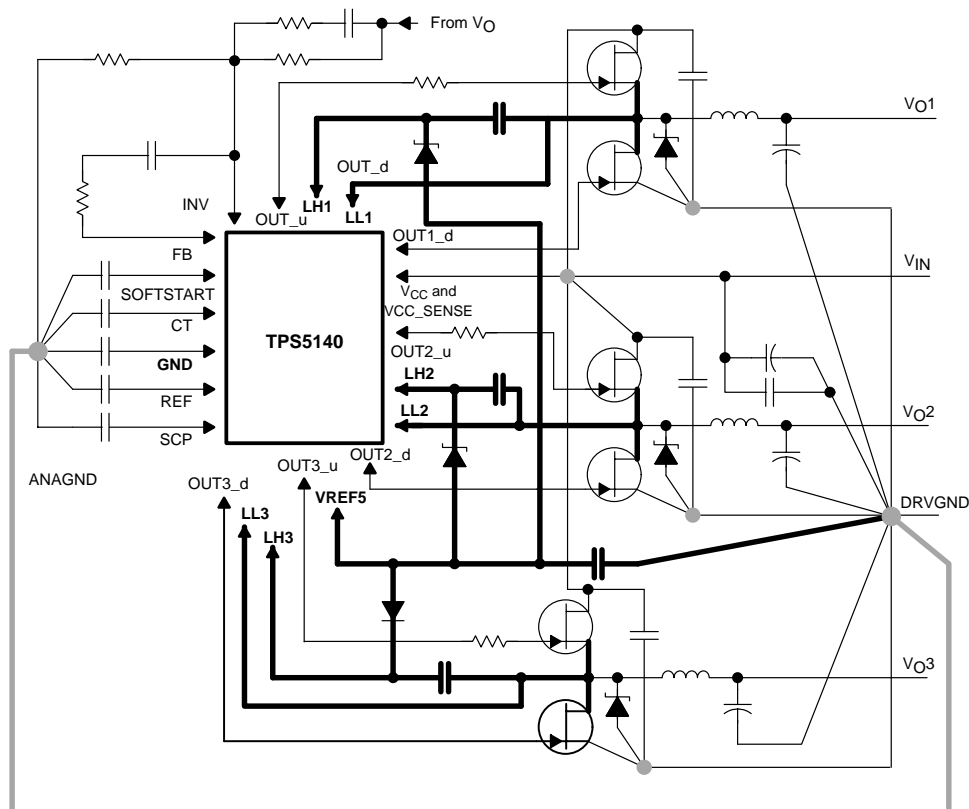 From VO
VO1
OUT_d
INV
OUT_u
LH1
LL1
OUT1_d
FB
VIN
SOFTSTART
VCC and
VCC_SENSE
CT
TPS5140
OUT2_u
GND
LH2
REF
LL2
VO2
SCP
OUT2_d
OUT3_u
ANAGND
OUT3_d
VREF5
DRVGND
LL3
LH3
VO3